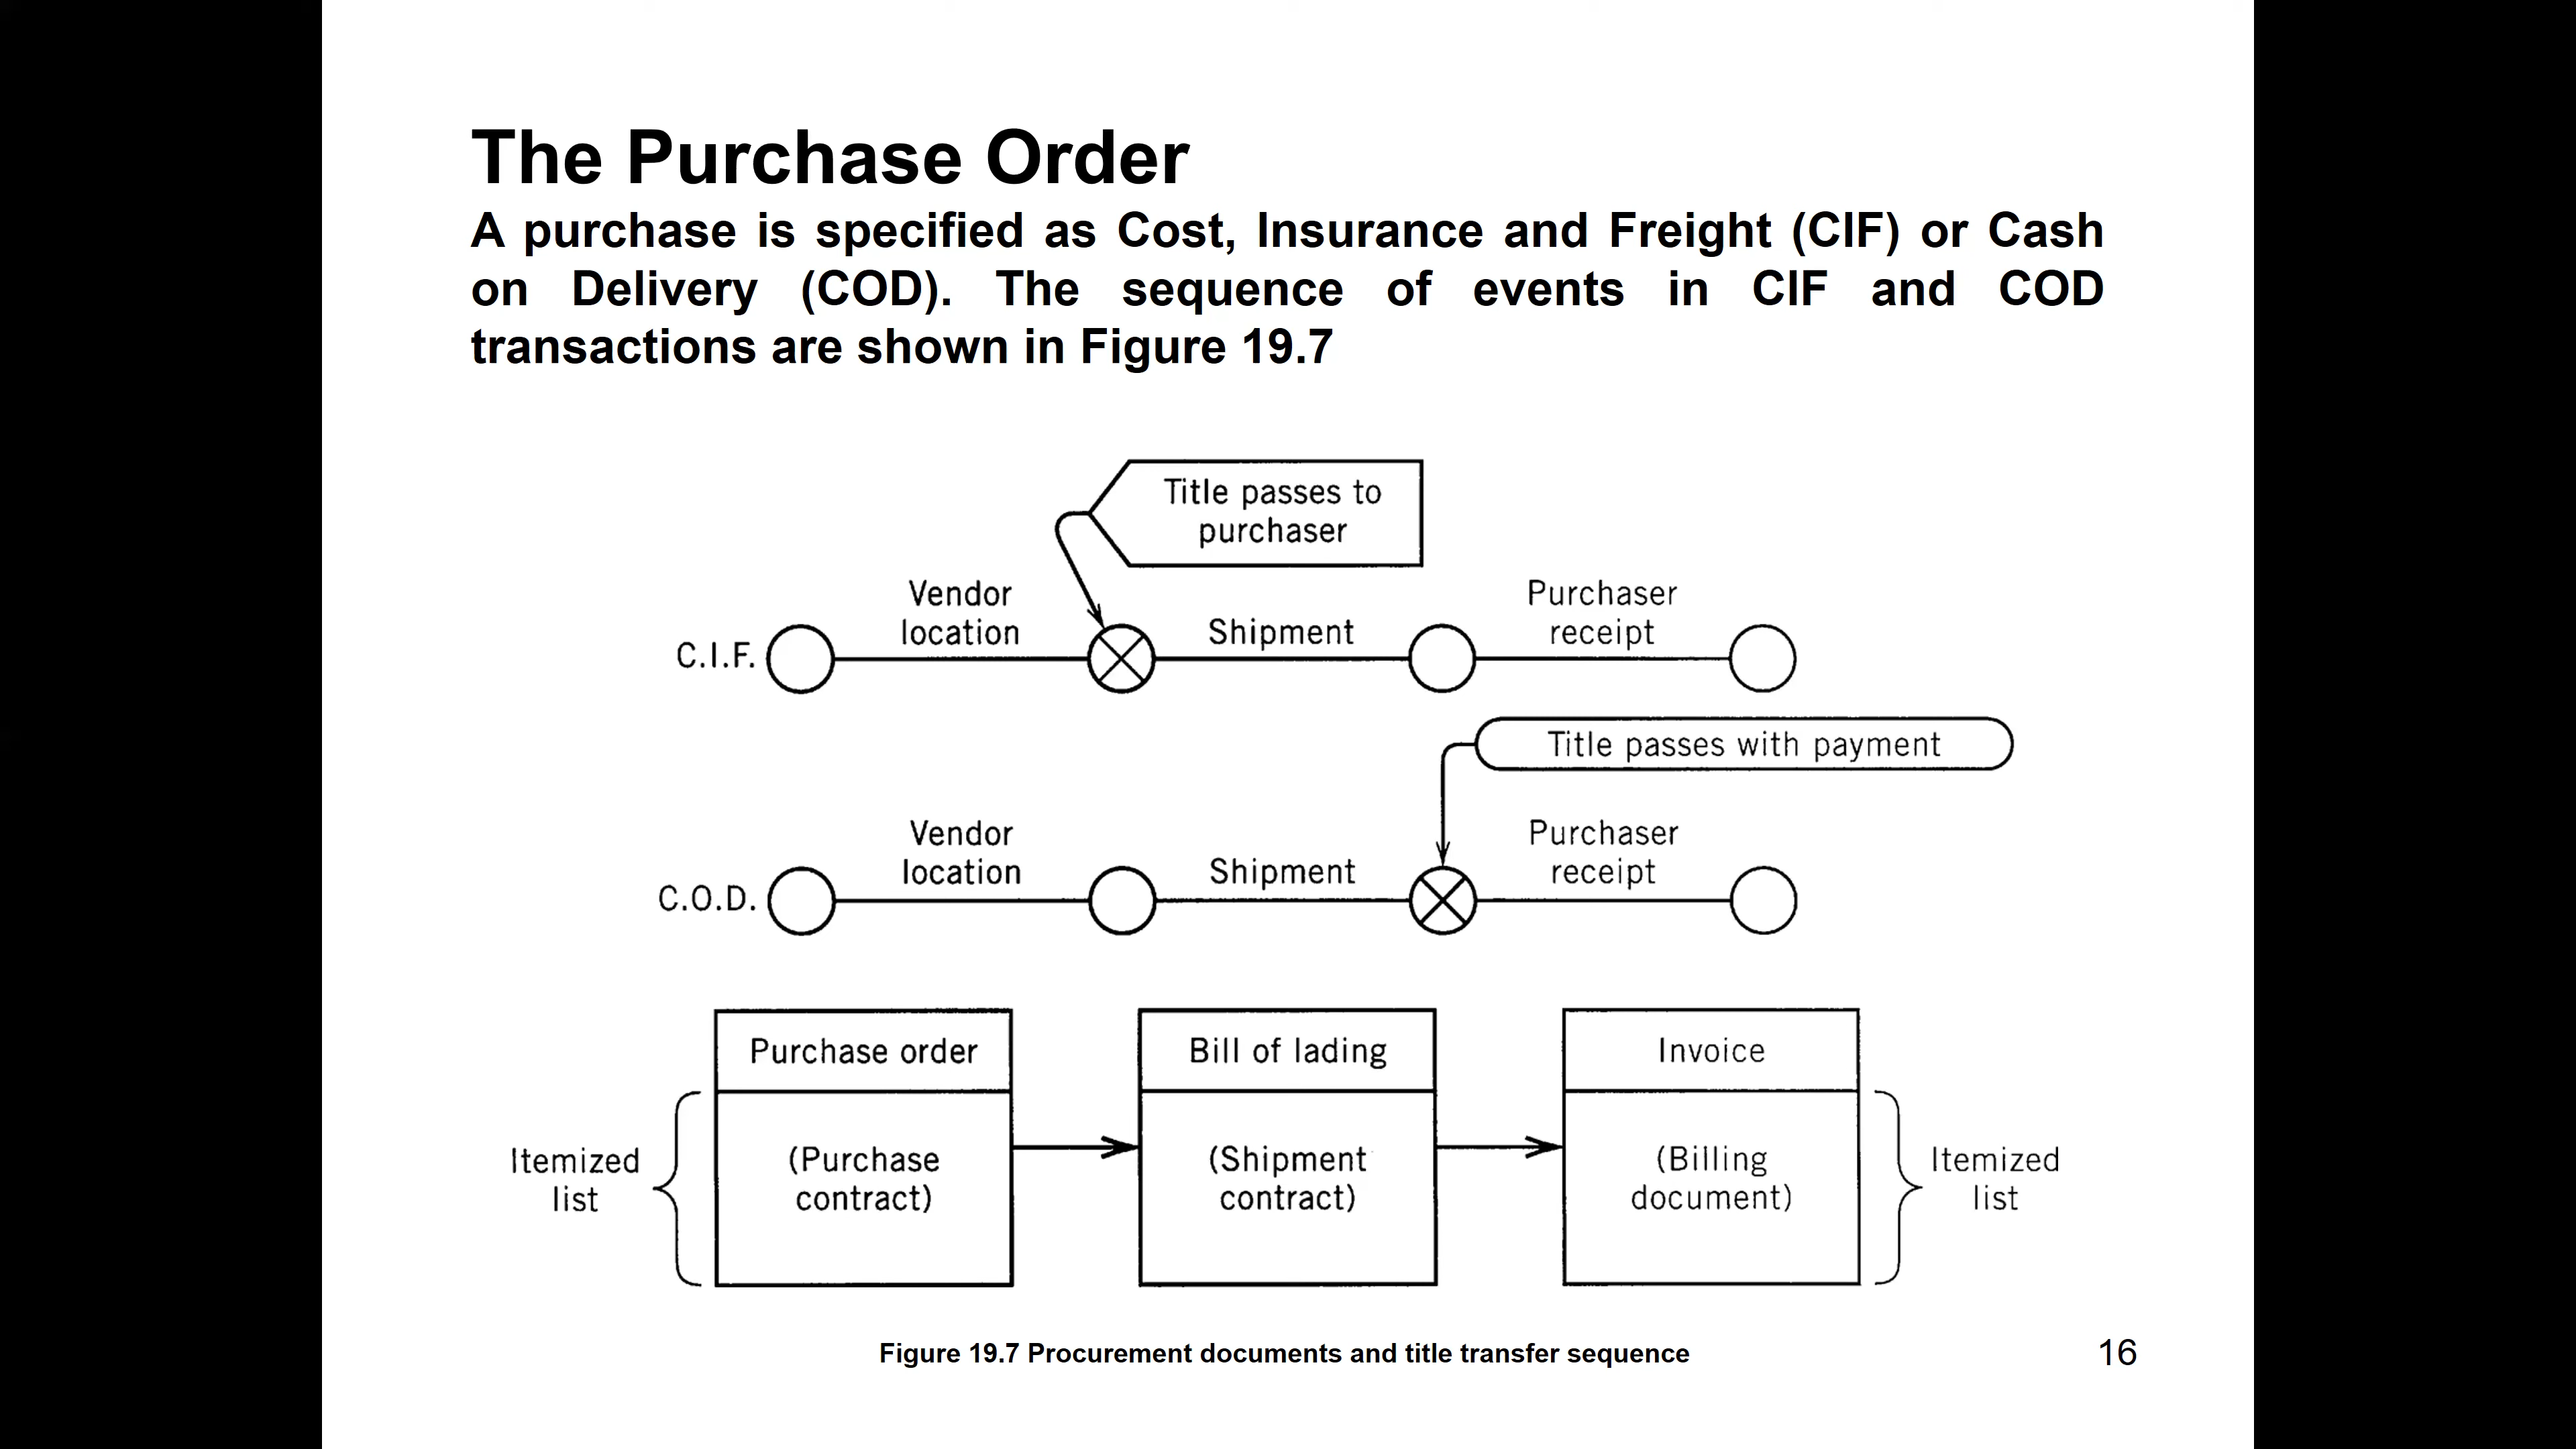 The Purchase Order
A purchase is specified as Cost, Insurance and Freight (CIF) or Cash
on Delivery (COD). The sequence of events in CIF and COD
transactions are shown in Figure 19.7
Title passes to
purchaser
C.I.F.
Vendor
location
Shipment
Purchaser
receipt
Title passes with payment
C.O.D.
Vendor
location
Shipment
Purchaser
receipt
Itemized
list
Purchase order
(Purchase
contract)
Bill of lading
(Shipment
contract)
Invoice
(Billing
document)
Itemized
list
Figure 19.7 Procurement documents and title transfer sequence
16